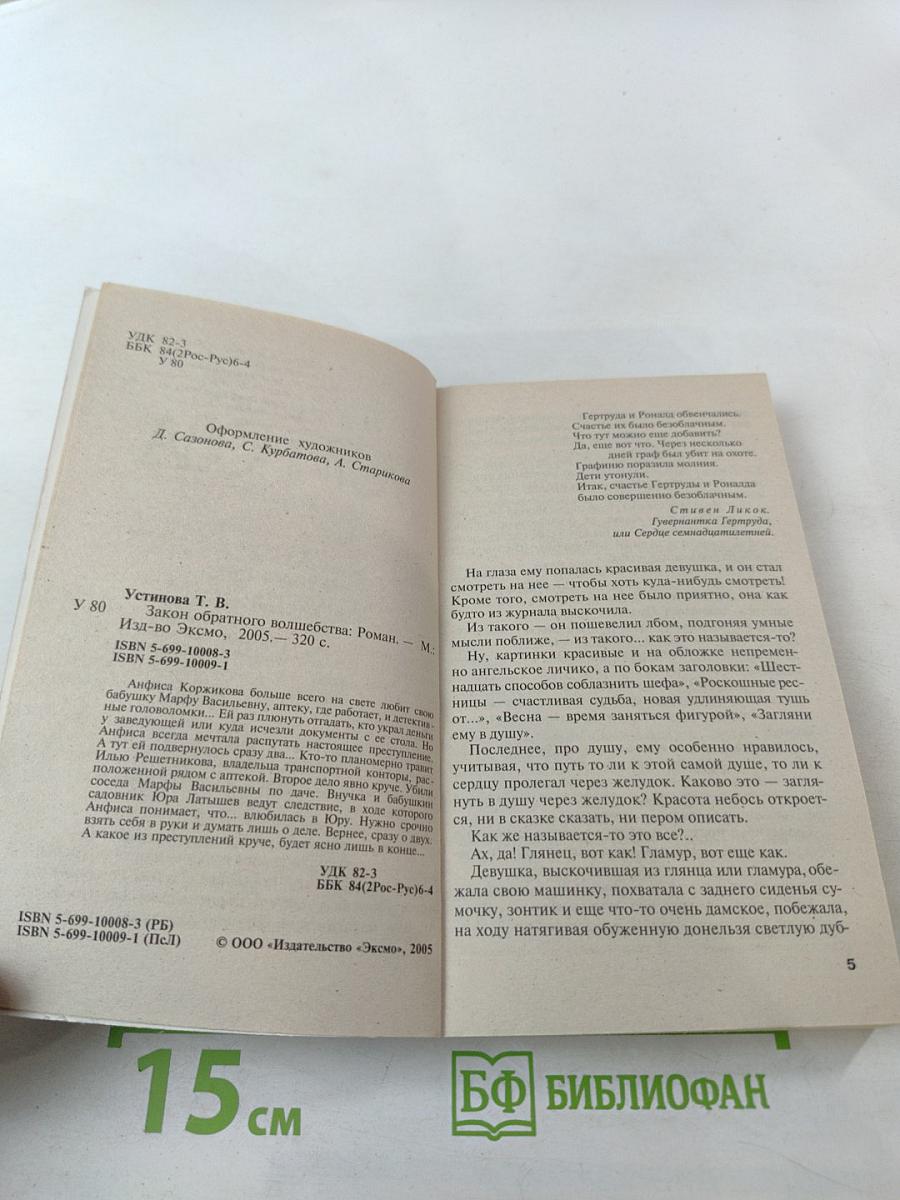 УДК 82-3
ББК 84(2Рос-Рус)6-4
У 80
Оформление художников
Д. Сазонова, С. Курбатова, А. Старикова
Устинова Т. В.
У 80 Закон обратного волшебства: Роман. — М.:
Изд-во Эксмо, 2005.— 320 с.
ISBN 5-699-10008-3
ISBN 5-699-10009-1
Анфиса Коржикова больше всего на свете любит свою
бабушку Марфу Васильевну, аптеку, где работает, и детектив-
ные головоломки... Ей раз плюнуть отгадать, кто украл деньги
у заведующей или куда исчезли документы с ее стола. Но
Анфиса всегда мечтала распутать настоящее преступление.
А тут ей подвернулось сразу два... Кто-то планомерно травит
Илью Решетникова, владельца транспортной конторы, рас-
положенной рядом с аптекой. Второе дело явно круче. Убили
соседа Марфы Васильевны по даче. Внучка и бабушкин
садовник Юра Латышев ведут следствие, в ходе которого
Анфиса понимает, что... влюбилась в Юру. Нужно срочно
взять себя в руки и думать лишь о деле. Вернее, сразу о двух.
А какое из преступлений круче, будет ясно лишь в конце...
УДК 82-3
ББК 84(2Рос-Рус)6-4
ISBN 5-699-10008-3 (РБ)
ISBN 5-699-10009-1 (ПсЛ)
© ООО «Издательство «Эксмо», 2005
Гертруда и Роналд обвенчались.
Счастье их было безоблачным.
Что тут можно еще добавить?
Да, еще вот что. Через несколько
дней граф был убит на охоте.
Графиню поразила молния.
Дети утонули.
Итак, счастье Гертруды и Роналда
было совершенно безоблачным.
Стивен Ликок.
Гувернантка Гертруда,
или Сердце семнадцатилетней.
На глаза ему попалась красивая девушка, и он стал
смотреть на нее — чтобы хоть куда-нибудь смотреть!
Кроме того, смотреть на нее было приятно, она как
будто из журнала выскочила.
Из такого — он пошевелил лбом, подгоняя умные
мысли поближе, — из такого... как это называется-то?
Ну, картинки красивые и на обложке непремен-
но ангельское личико, а по бокам заголовки: «Шест-
надцать способов соблазнить шефа», «Роскошные рес-
ницы — счастливая судьба, новая удлиняющая тушь
от...», «Весна — время заняться фигурой», «Загляни
ему в душу».
Последнее, про душу, ему особенно нравилось,
учитывая, что путь то ли к этой самой душе, то ли к
сердцу пролегал через желудок. Каково это — загля-
нуть в душу через желудок? Красота небось откроет-
ся, ни в сказке сказать, ни пером описать.
Как же называется-то это все?..
Ах, да! Глянец, вот как! Гламур, вот еще как.
Девушка, выскочившая из глянца или гламура, обе-
жала свою машинку, похватала с заднего сиденья су-
мочку, зонтик и еще что-то очень дамское, побежала,
на ходу натягивая обуженную донельзя светлую дуб-
5
15 см
БФ БИБЛИОФАН